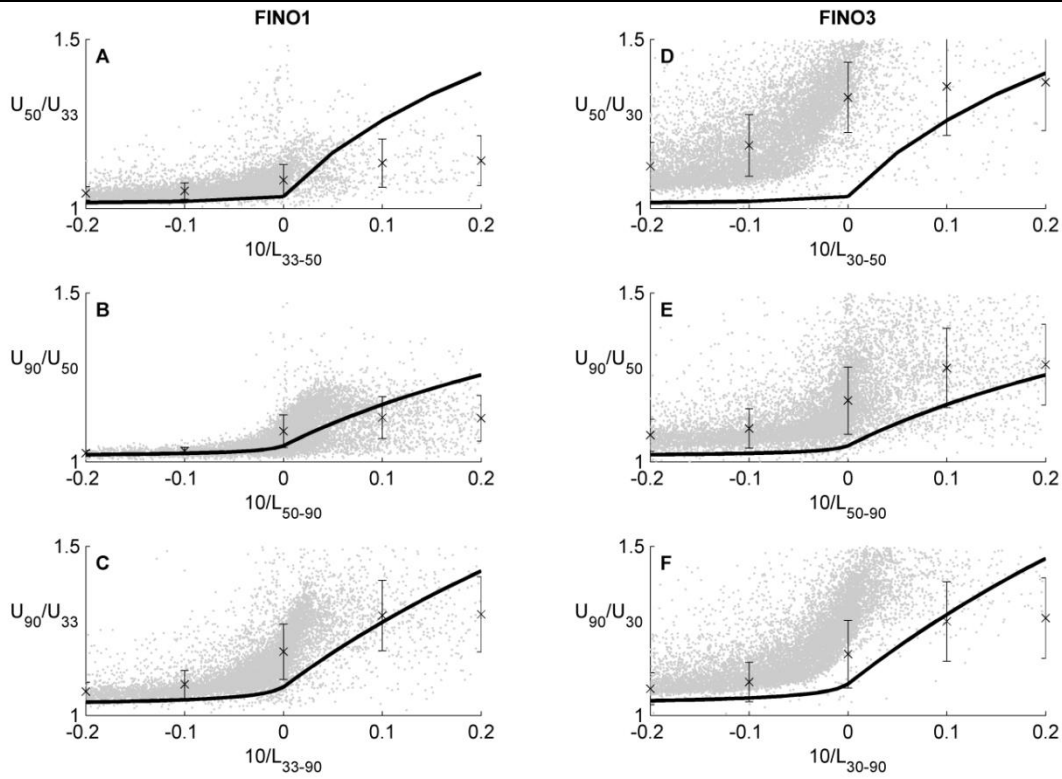 FINO1
FINO3
A
1.5
U50/U33
1
-0.2 -0.1 0 0.1 0.2
10/L33-50
D
1.5
U50/U30
1
-0.2 -0.1 0 0.1 0.2
10/L30-50
B
1.5
U90/U50
1
-0.2 -0.1 0 0.1 0.2
10/L50-90
E
1.5
U90/U50
1
-0.2 -0.1 0 0.1 0.2
10/L50-90
C
1.5
U90/U33
1
-0.2 -0.1 0 0.1 0.2
10/L33-90
F
1.5
U90/U30
1
-0.2 -0.1 0 0.1 0.2
10/L30-90